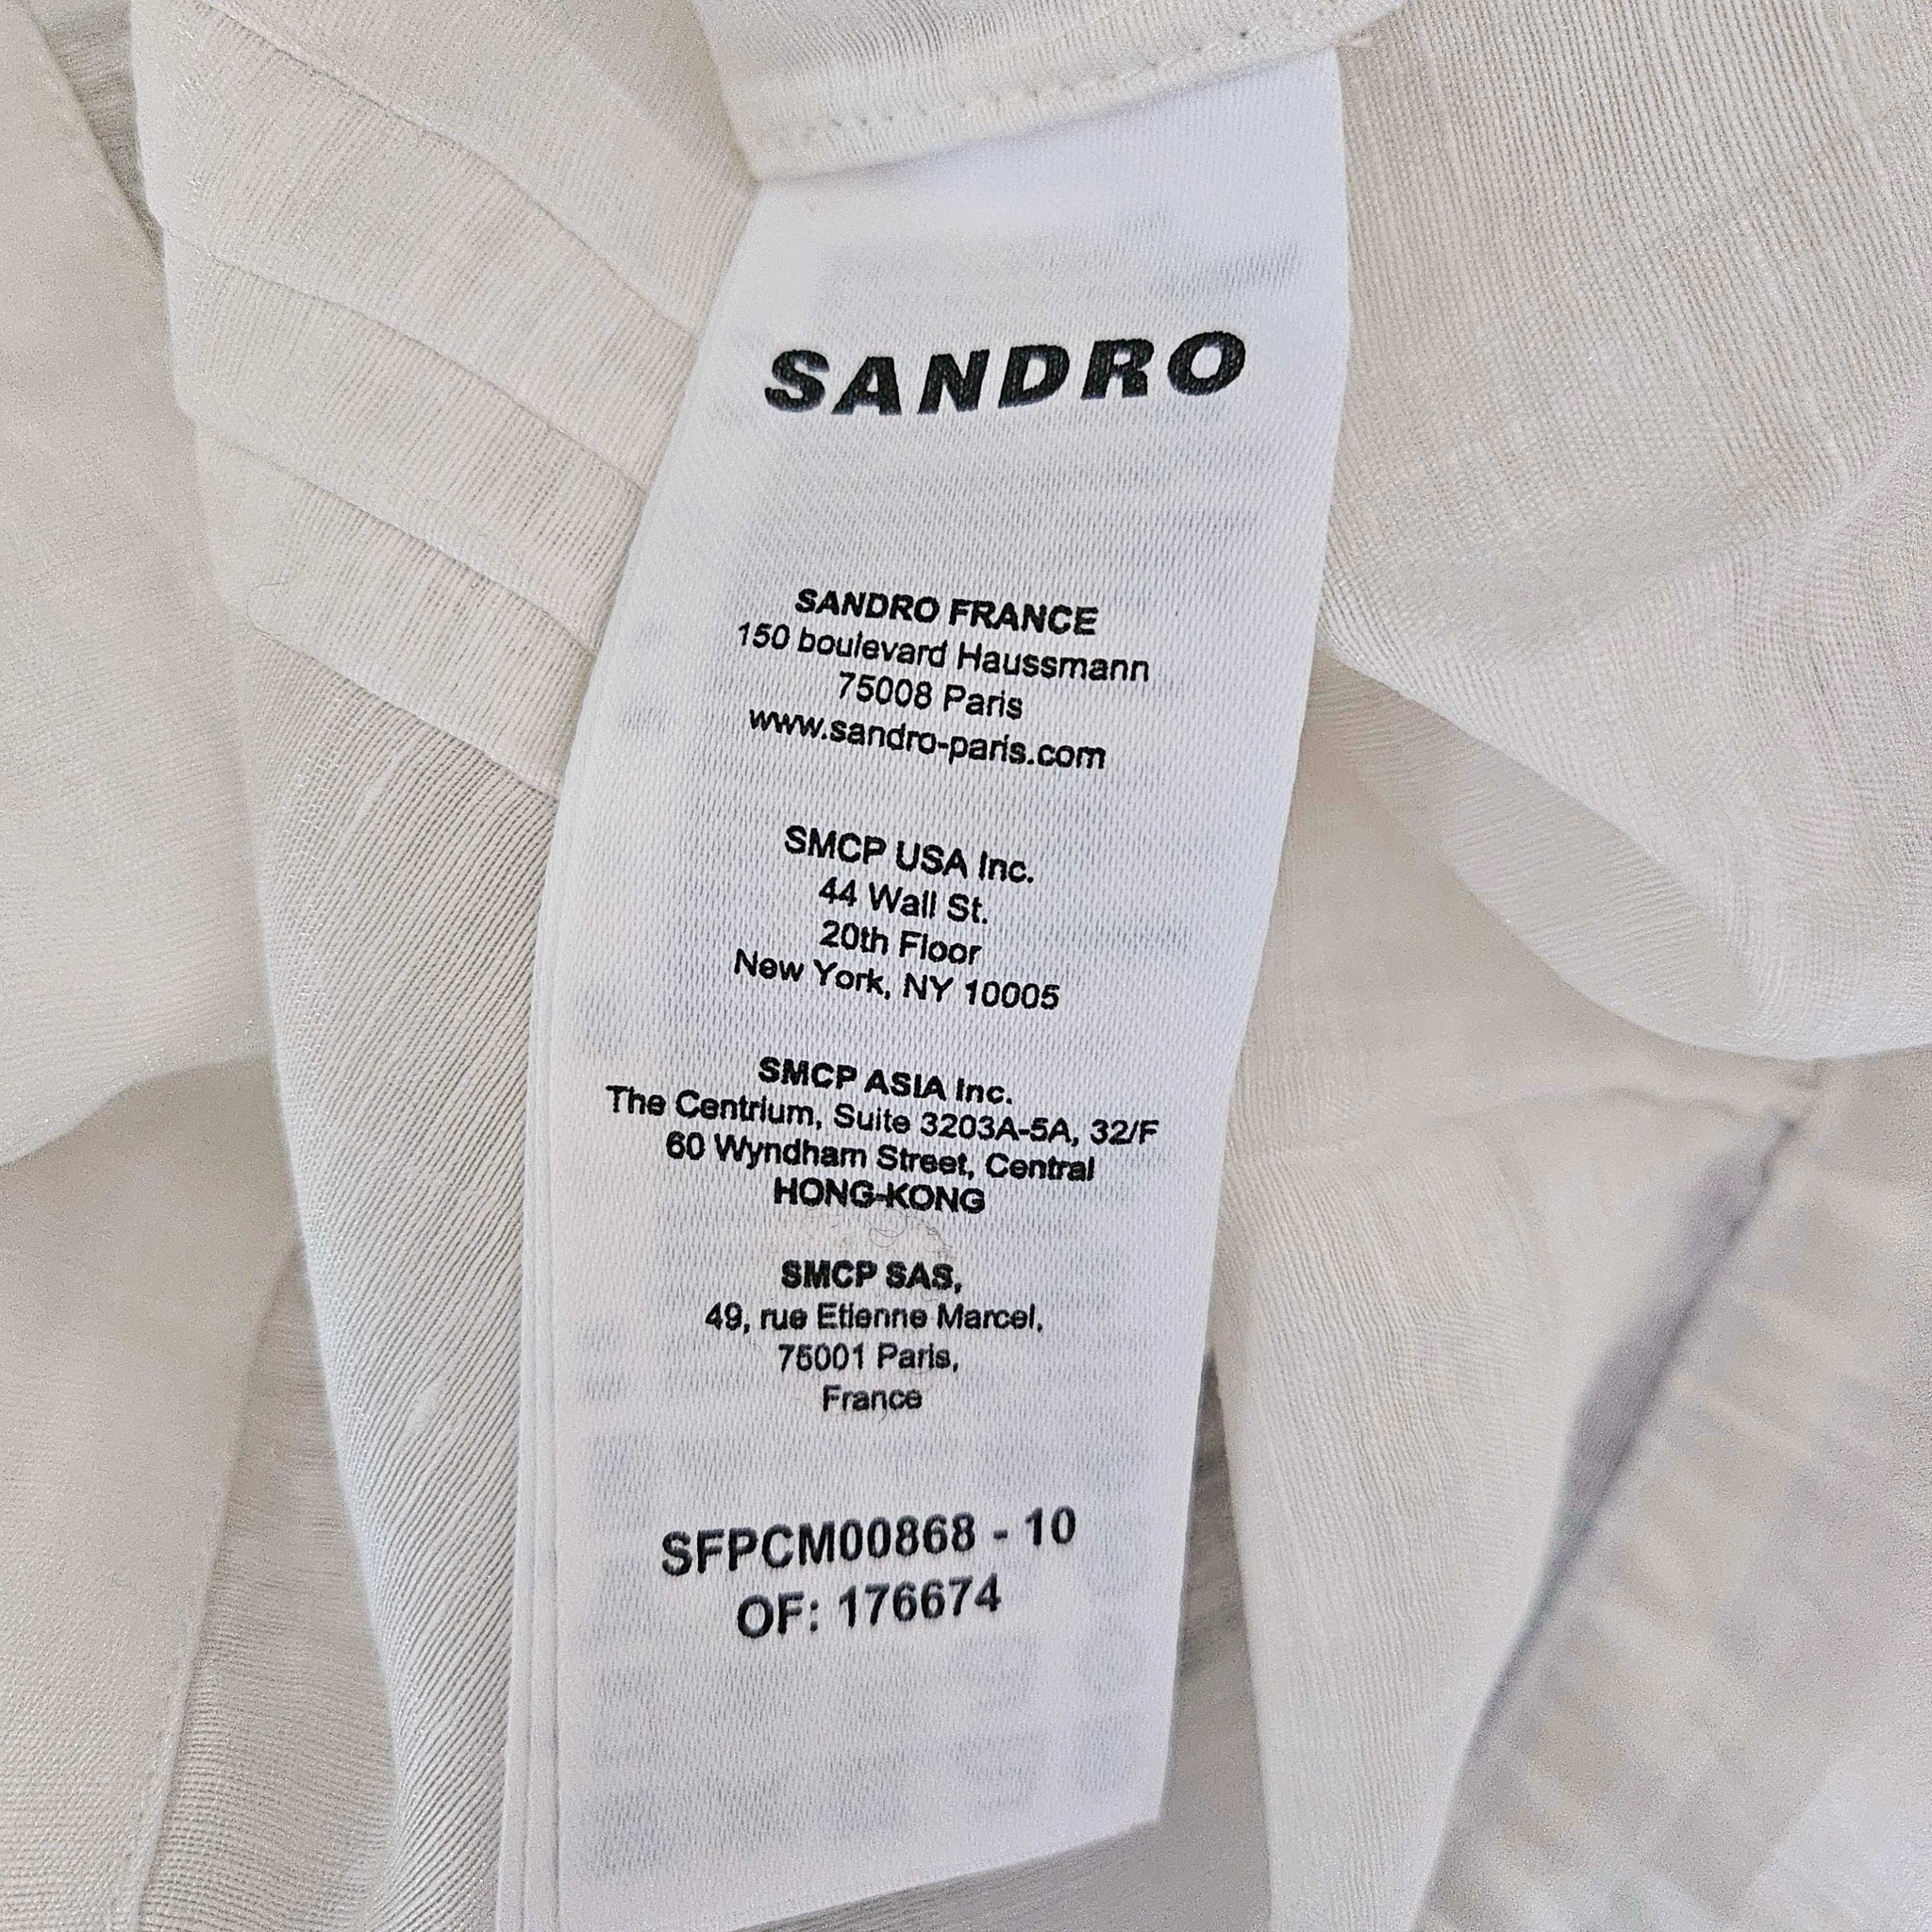 SANDRO
SANDRO FRANCE
150 boulevard Haussmann
75008 Paris
www.sandro-paris.com
SMCP USA Inc.
44 Wall St.
20th Floor
New York, NY 10005
SMCP ASIA Inc.
The Centrium, Suite 3203A-5A, 32/F
60 Wyndham Street, Central
HONG-KONG
SMCP SAS,
49, rue Etienne Marcel,
75001 Paris,
France
SFPCM00868 - 10
OF: 176674